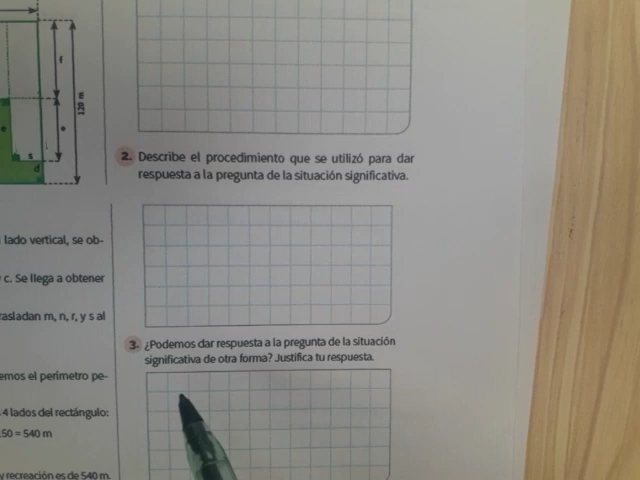 f
120 m
e
e
s
d
lado vertical, se ob-
c. Se llega a obtener
rasladan m, n, r, y s al
emos el perímetro pe-
4 lados del rectángulo:
.50 = 540 m
y recreación es de 540 m.
2. Describe el procedimiento que se utilizó para dar
respuesta a la pregunta de la situación significativa.
3. ¿Podemos dar respuesta a la pregunta de la situación
significativa de otra forma? Justifica tu respuesta.